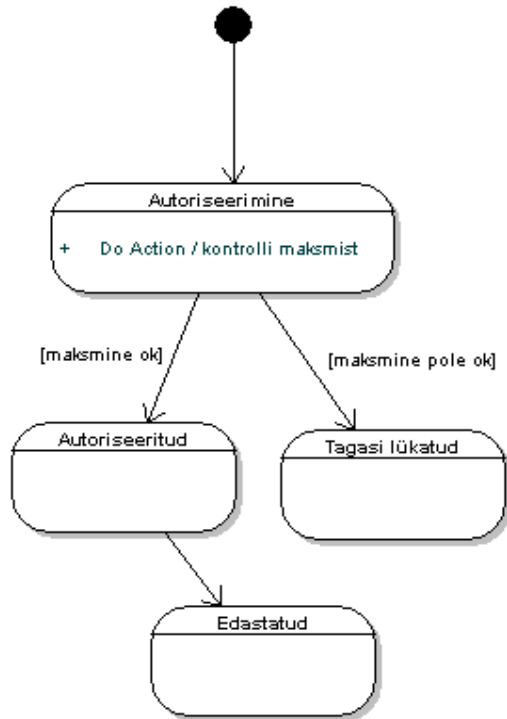 Autoriseerimine
+ Do Action / kontrolli maksmist
[maksmine ok]
[maksmine pole ok]
Autoriseeritud
Tagasi lükatud
Edastatud